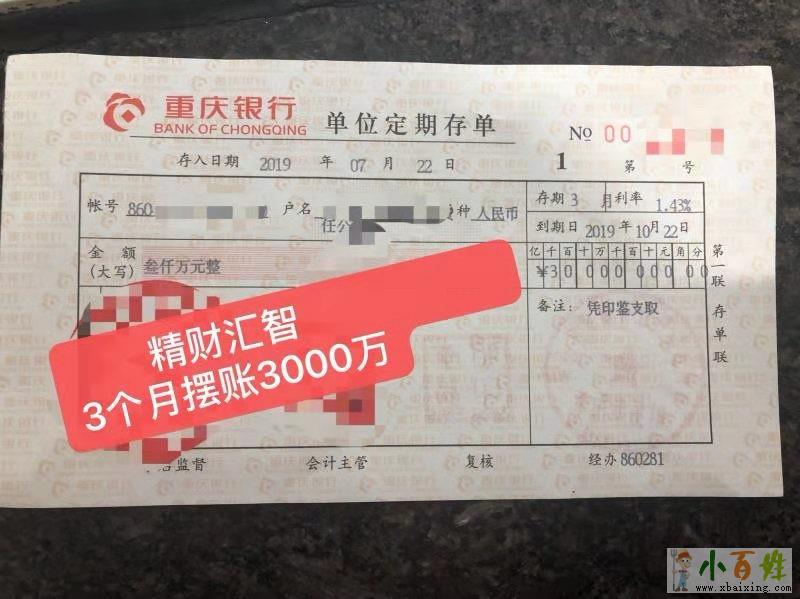 重庆银行
BANK OF CHONGQING
单位定期存单
No 00
存入日期 2019 年 07 月 22 日
1 第 号
帐号 860 户名 种 人民币
任公
存期 3 月 利率 1.43%
到期日 2019 年 10 月 22 日
金额
(大写) 叁仟万元整
亿 千 百 十 万 千 百 十 元 角 分
¥ 3 0 0 0 0 0 0 0 0 0
备注: 凭印鉴支取
第一联 存单联
精财汇智
3个月摆账3000万
监督 会计主管 复核 经办 860281
小百姓
www.xbaixing.com